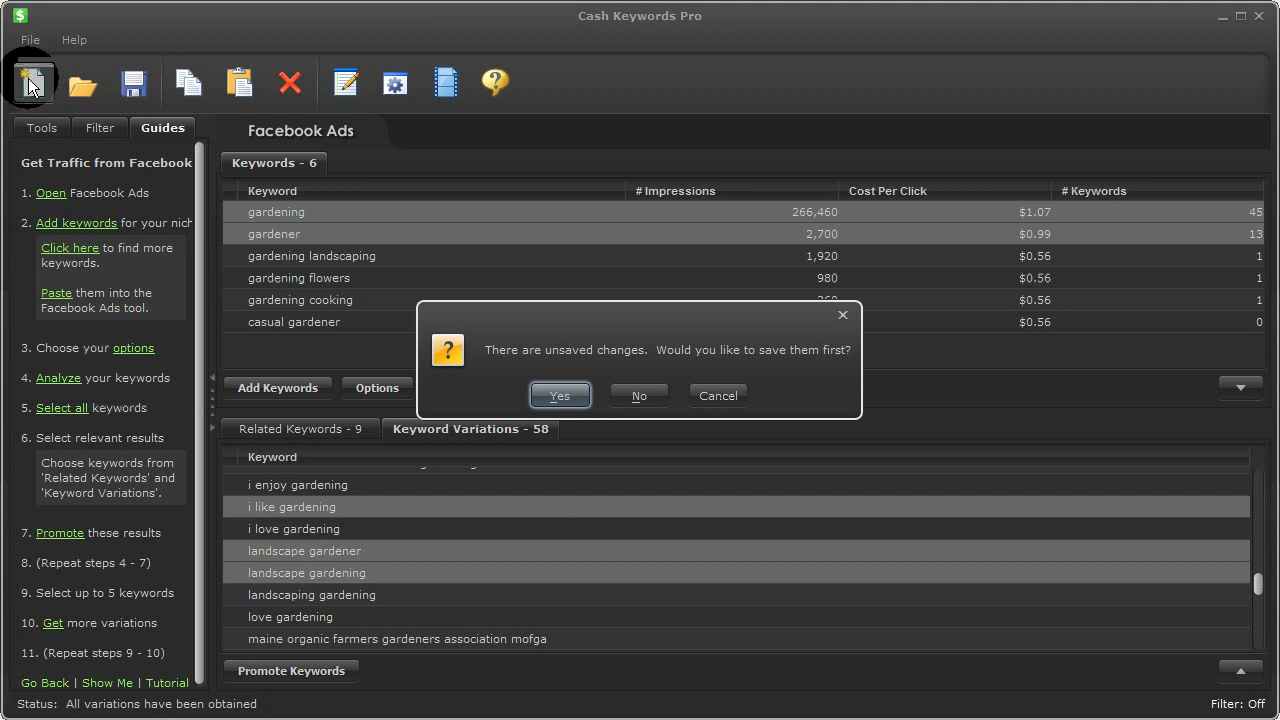 Cash Keywords Pro
File Help
Tools Filter Guides
Get Traffic from Facebook
1. Open Facebook Ads
2. Add keywords for your nich
Click here to find more
keywords.
Paste them into the
Facebook Ads tool.
3. Choose your options
4. Analyze your keywords
5. Select all keywords
6. Select relevant results
Choose keywords from
'Related Keywords' and
'Keyword Variations'.
7. Promote these results
8. (Repeat steps 4 - 7)
9. Select up to 5 keywords
10. Get more variations
11. (Repeat steps 9 - 10)
Go Back | Show Me | Tutorial
Facebook Ads
Keywords - 6
Keyword # Impressions Cost Per Click # Keywords
gardening 266,460 $1.07 45
gardener 2,700 $0.99 13
gardening landscaping 1,920 $0.56 1
gardening flowers 980 $0.56 1
gardening cooking $0.56 1
casual gardener $0.56 0
There are unsaved changes. Would you like to save them first?
Yes No Cancel
Add Keywords Options
Related Keywords - 9 Keyword Variations - 58
Keyword
i enjoy gardening
i like gardening
i love gardening
landscape gardener
landscape gardening
landscaping gardening
love gardening
maine organic farmers gardeners association mofga
Promote Keywords
Status: All variations have been obtained Filter: Off